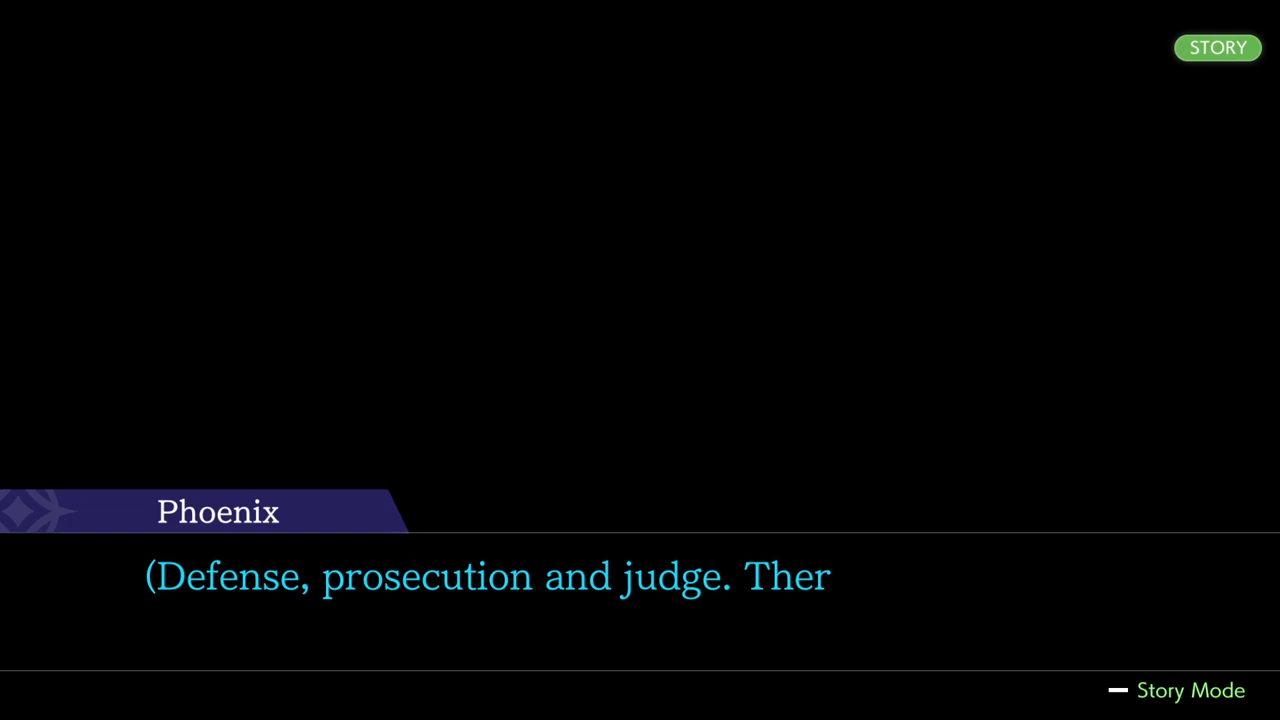 STORY
Phoenix
(Defense, prosecution and judge. Ther
Story Mode